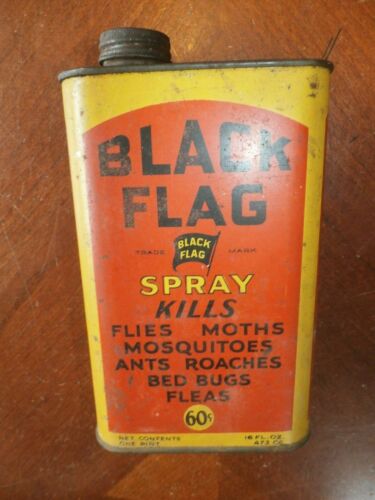 BLACK
FLAG
TRADE MARK
BLACK
FLAG
SPRAY
KILLS
FLIES MOTHS
MOSQUITOES
ANTS ROACHES
BED BUGS
FLEAS
60¢
NET CONTENTS 16 FL. OZ.
ONE PINT 473 CC.